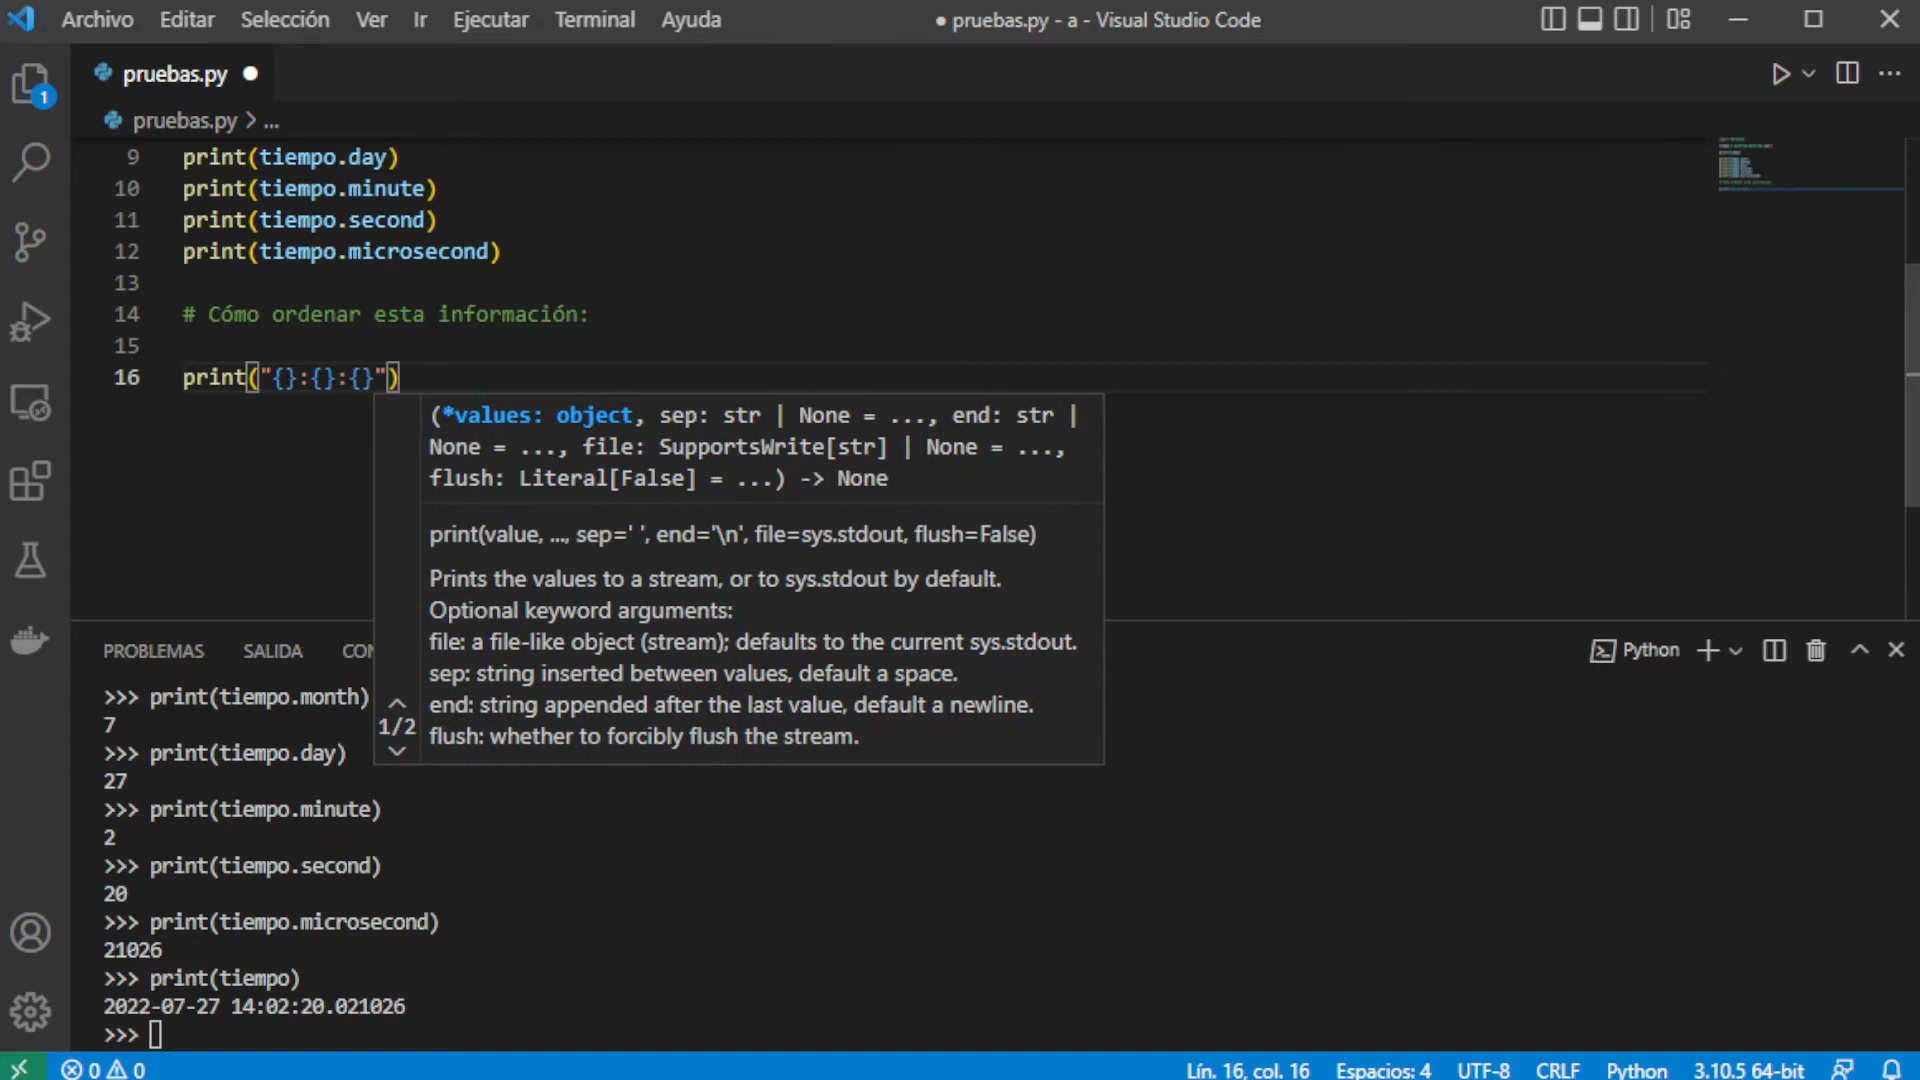 Archivo Editar Selección Ver Ir Ejecutar Terminal Ayuda
● pruebas.py - a - Visual Studio Code
pruebas.py
1
pruebas.py > ...
9 print(tiempo.day)
10 print(tiempo.minute)
11 print(tiempo.second)
12 print(tiempo.microsecond)
13
14 # Cómo ordenar esta información:
15
16 print("{}:{}:{}")
(*values: object, sep: str | None = ..., end: str |
None = ..., file: SupportsWrite[str] | None = ...,
flush: Literal[False] = ...) -> None
print(value, ..., sep=' ', end='\n', file=sys.stdout, flush=False)
Prints the values to a stream, or to sys.stdout by default.
Optional keyword arguments:
file: a file-like object (stream); defaults to the current sys.stdout.
sep: string inserted between values, default a space.
end: string appended after the last value, default a newline.
flush: whether to forcibly flush the stream.
1/2
PROBLEMAS SALIDA CON
Python
>>> print(tiempo.month)
7
>>> print(tiempo.day)
27
>>> print(tiempo.minute)
2
>>> print(tiempo.second)
20
>>> print(tiempo.microsecond)
21026
>>> print(tiempo)
2022-07-27 14:02:20.021026
>>>
0 0
Lín. 16, col. 16 Espacios: 4 UTF-8 CRLF Python 3.10.5 64-bit